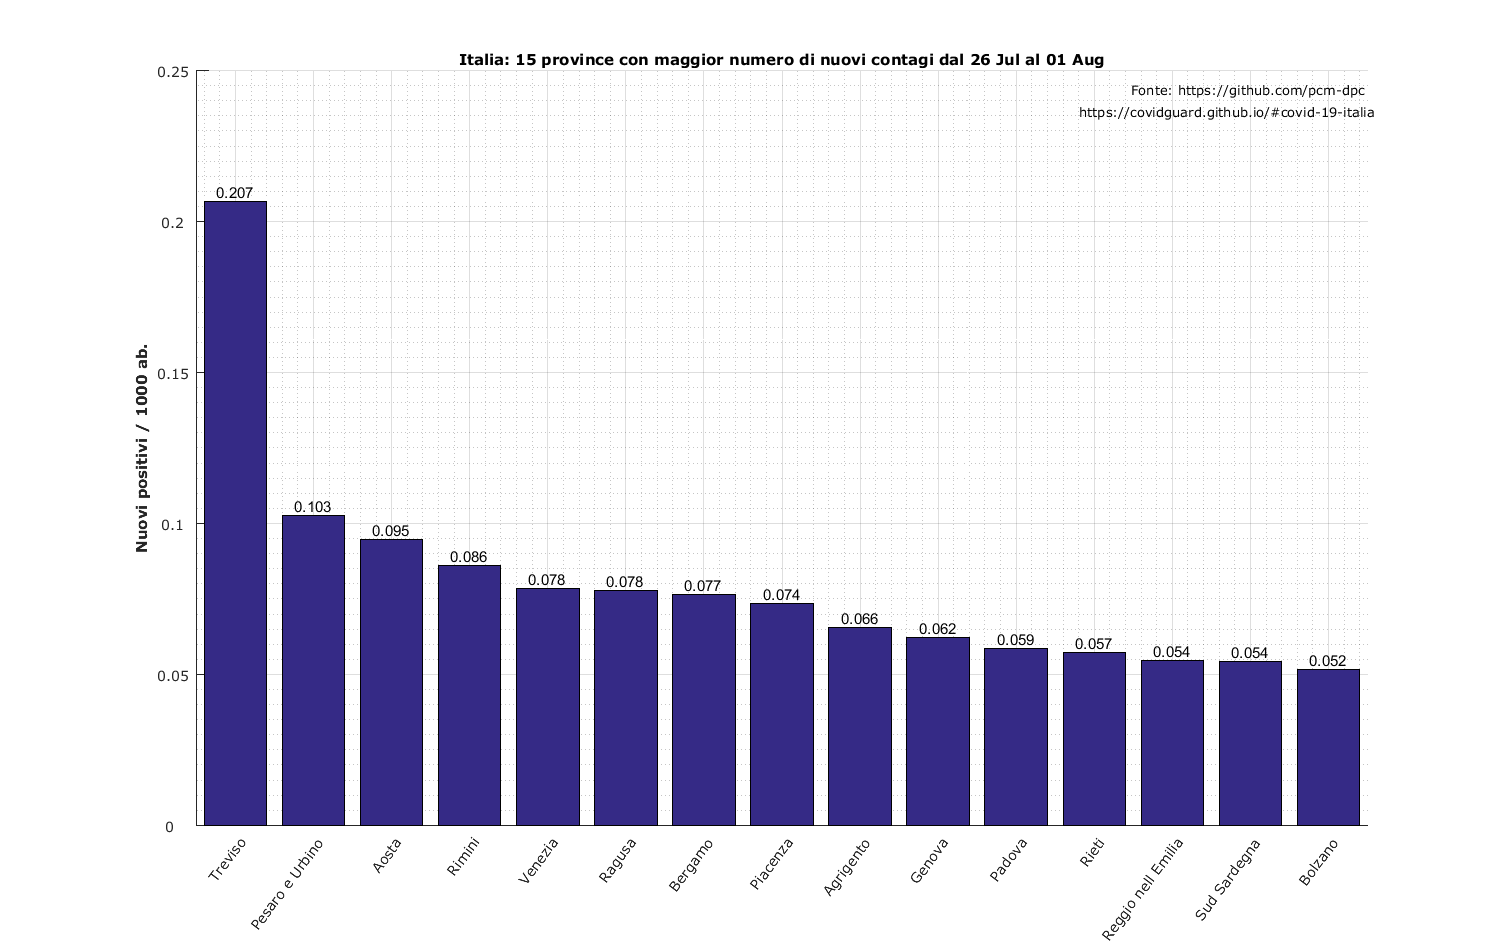 Italia: 15 province con maggior numero di nuovi contagi dal 26 Jul al 01 Aug
Fonte: https://github.com/pcm-dpc
https://covidguard.github.io/#covid-19-italia
Nuovi positivi / 1000 ab.
0.25
0.2
0.15
0.1
0.05
0
0.207
0.103
0.095
0.086
0.078
0.078
0.077
0.074
0.066
0.062
0.059
0.057
0.054
0.054
0.052
Treviso
Pesaro e Urbino
Aosta
Rimini
Venezia
Ragusa
Bergamo
Piacenza
Agrigento
Genova
Padova
Rieti
Reggio nell Emilia
Sud Sardegna
Bolzano